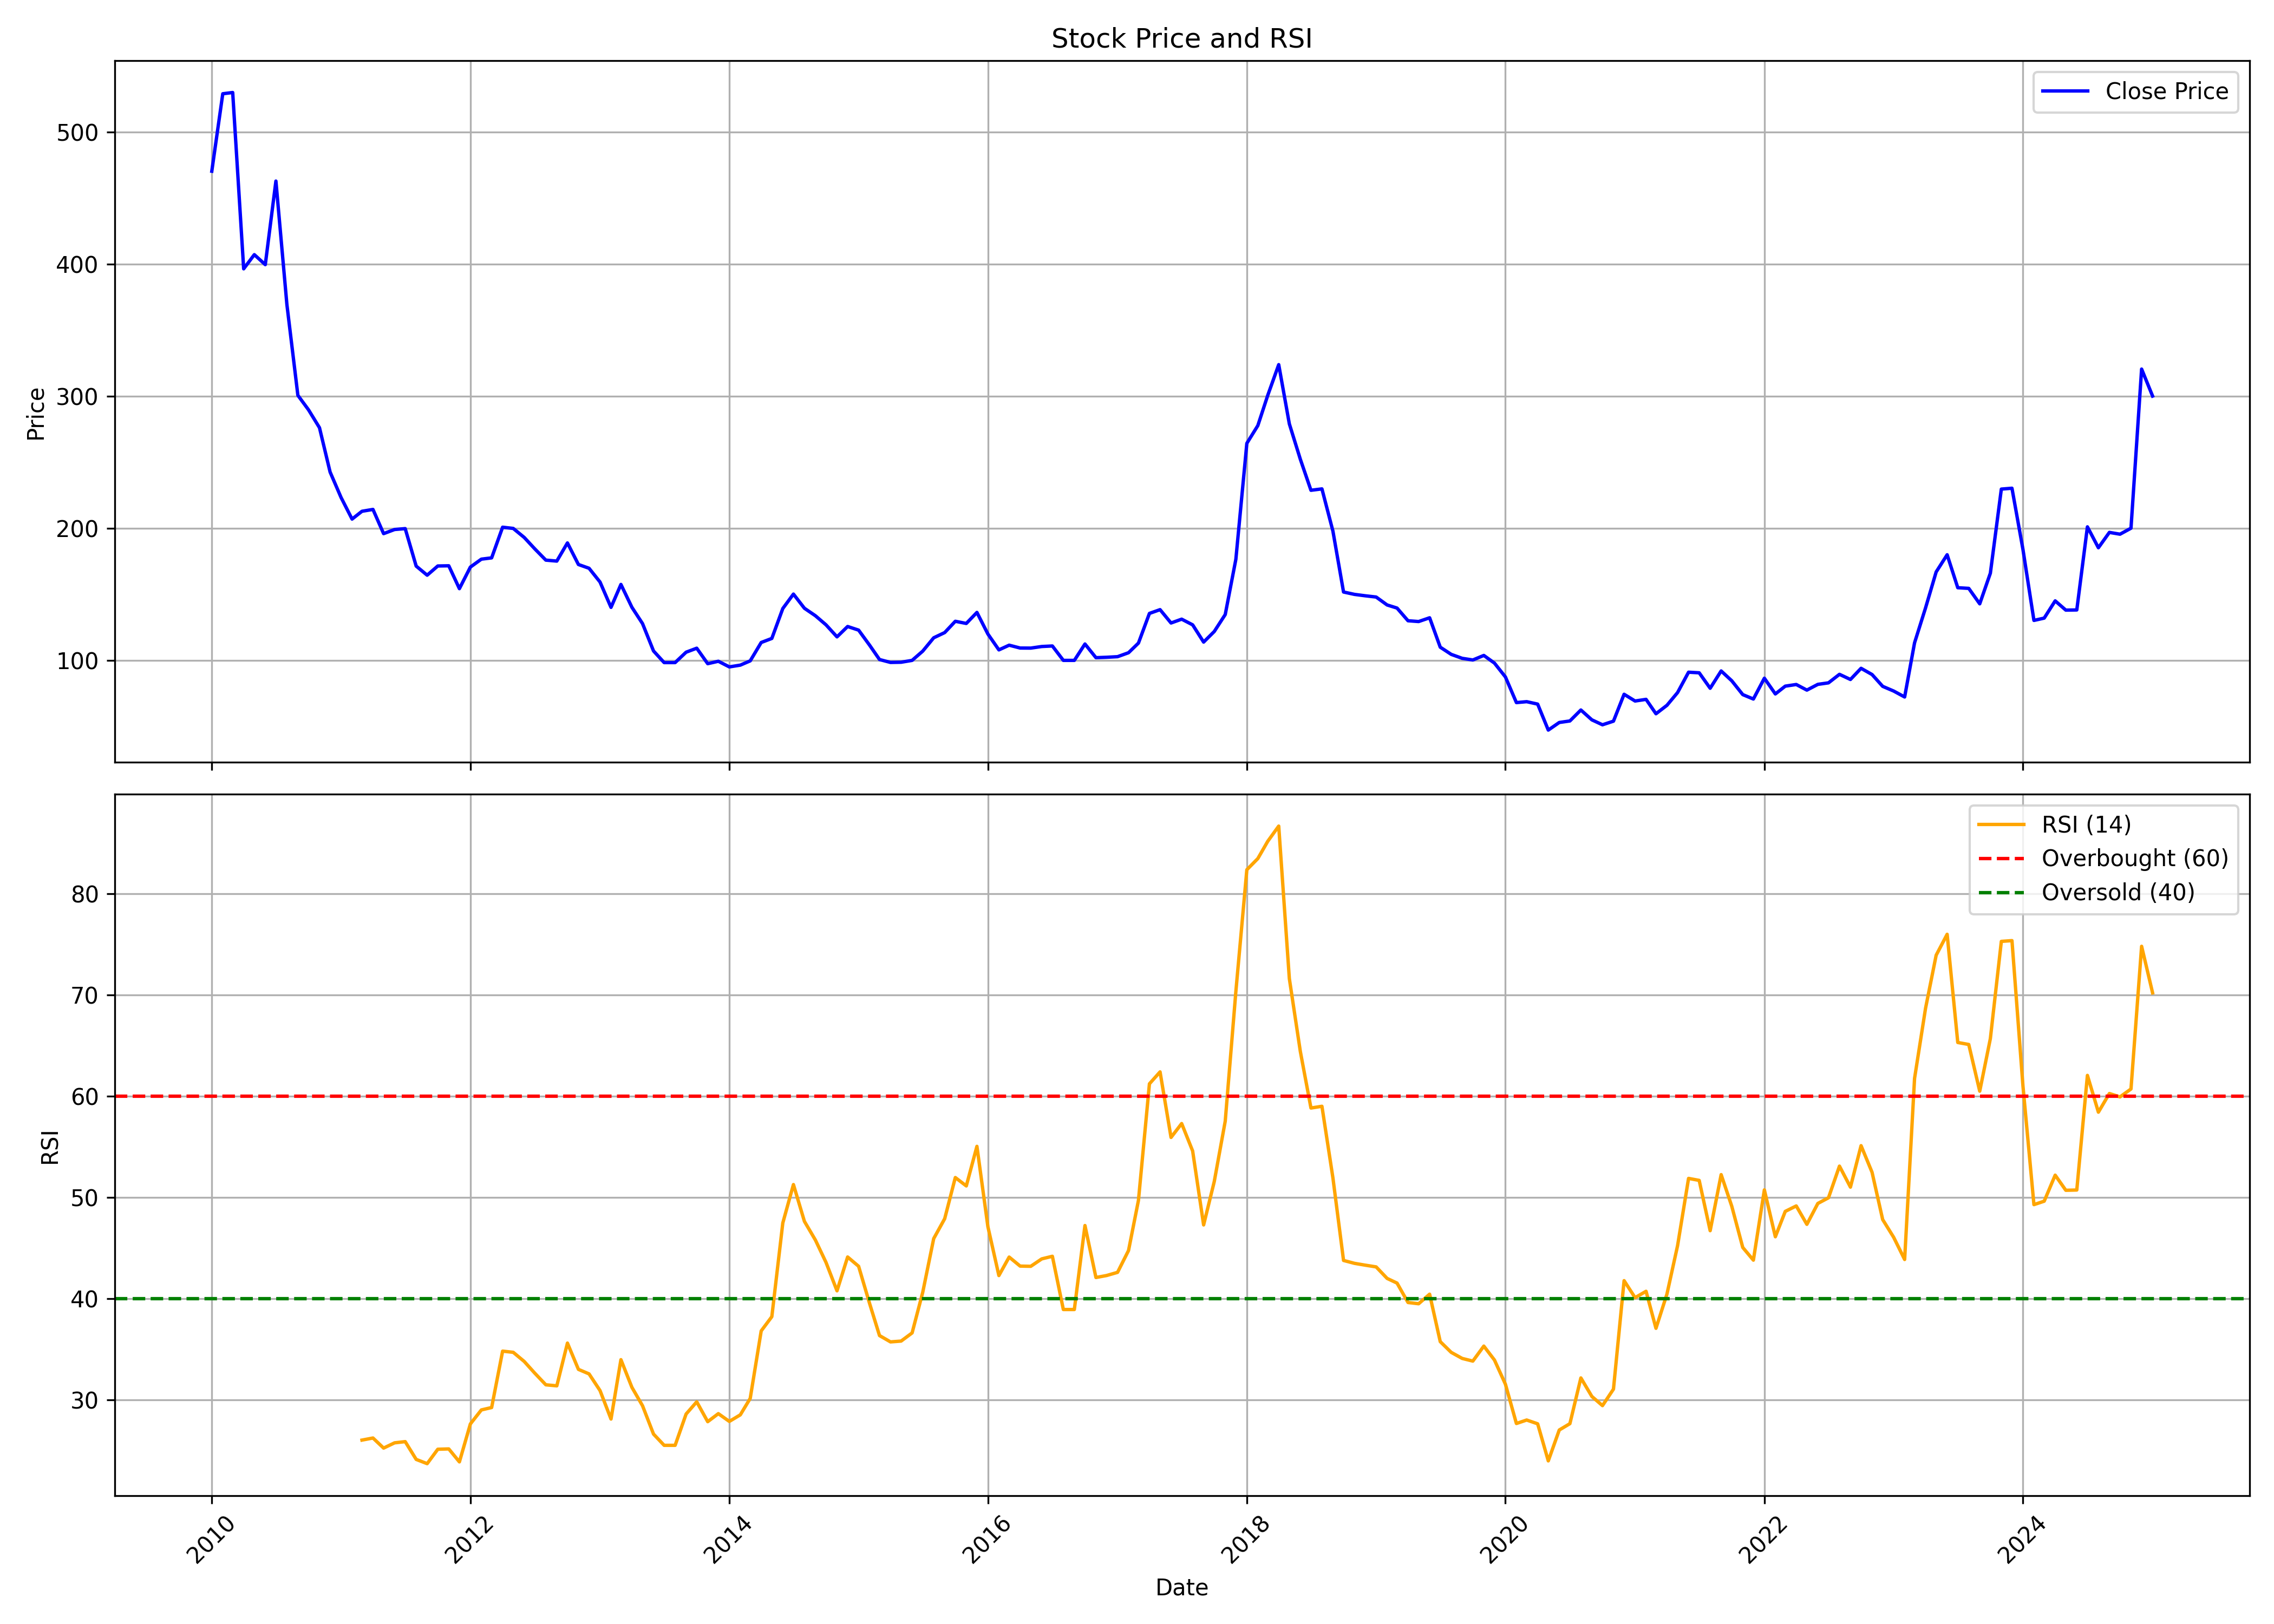 Stock Price and RSI
Close Price
500
400
300
200
100
Price
RSI (14)
Overbought (60)
Oversold (40)
80
70
60
50
40
30
RSI
2010
2012
2014
2016
2018
2020
2022
2024
Date